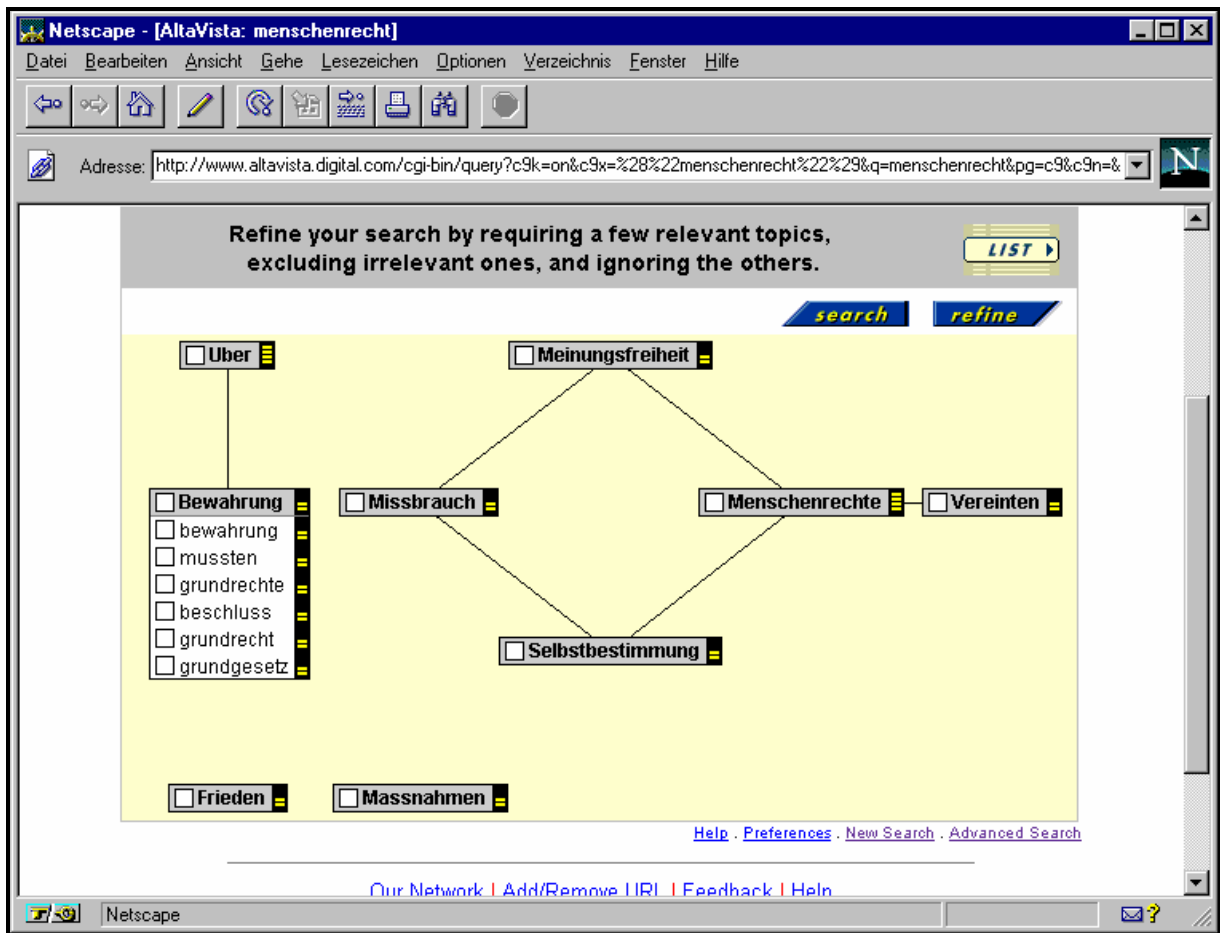 Netscape - [AltaVista: menschenrecht]
Datei Bearbeiten Ansicht Gehe Lesezeichen Optionen Verzeichnis Fenster Hilfe
Adresse: http://www.altavista.digital.com/cgi-bin/query?c9k=on&c9x=%28%22menschenrecht%22%29&q=menschenrecht&pg=c9&c9n=&
N
Refine your search by requiring a few relevant topics,
excluding irrelevant ones, and ignoring the others.
LIST
search refine
Uber Meinungsfreiheit
Bewahrung Missbrauch Menschenrechte Vereinten
bewahrung
mussten
grundrechte
beschluss
grundrecht
grundgesetz
Selbstbestimmung
Frieden Massnahmen
Help . Preferences . New Search . Advanced Search
Our Network | Add/Remove URL | Feedback | Help
Netscape